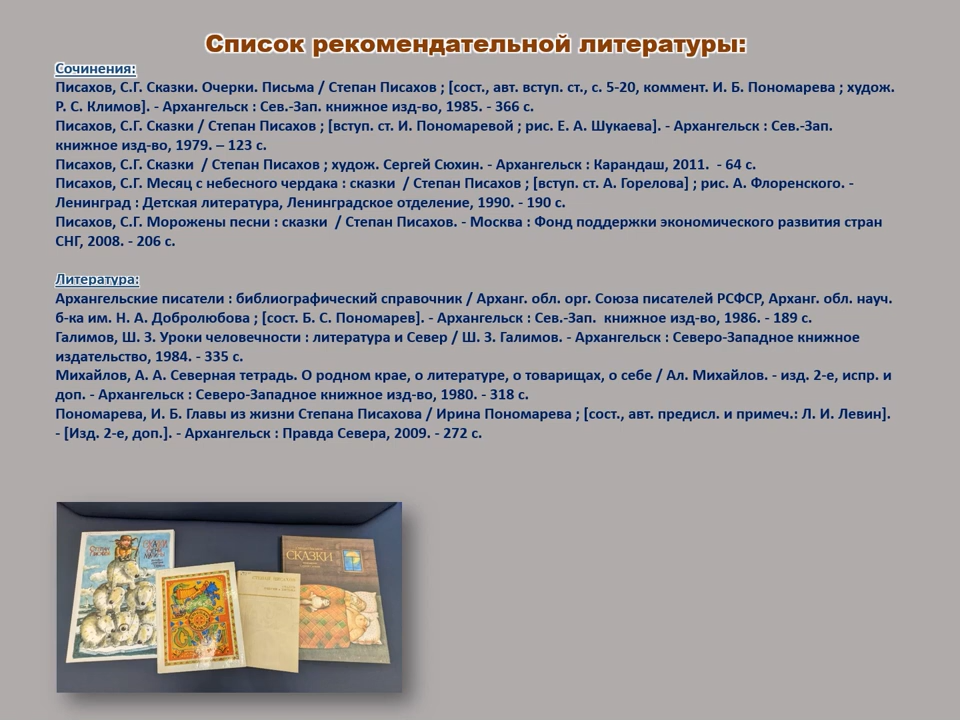 Список рекомендательной литературы:
Сочинения:
Писахов, С.Г. Сказки. Очерки. Письма / Степан Писахов ; [сост., авт. вступ. ст., с. 5-20, коммент. И. Б. Пономарева ; худож.
Р. С. Климов]. - Архангельск : Сев.-Зап. книжное изд-во, 1985. - 366 с.
Писахов, С.Г. Сказки / Степан Писахов ; [вступ. ст. И. Пономаревой ; рис. Е. А. Шукаева]. - Архангельск : Сев.-Зап.
книжное изд-во, 1979. – 123 с.
Писахов, С.Г. Сказки / Степан Писахов ; худож. Сергей Сюхин. - Архангельск : Карандаш, 2011. - 64 с.
Писахов, С.Г. Месяц с небесного чердака : сказки / Степан Писахов ; [вступ. ст. А. Горелова] ; рис. А. Флоренского. -
Ленинград : Детская литература, Ленинградское отделение, 1990. - 190 с.
Писахов, С.Г. Морожены песни : сказки / Степан Писахов. - Москва : Фонд поддержки экономического развития стран
СНГ, 2008. - 206 с.
Литература:
Архангельские писатели : библиографический справочник / Арханг. обл. орг. Союза писателей РСФСР, Арханг. обл. науч.
б-ка им. Н. А. Добролюбова ; [сост. Б. С. Пономарев]. - Архангельск : Сев.-Зап. книжное изд-во, 1986. - 189 с.
Галимов, Ш. З. Уроки человечности : литература и Север / Ш. З. Галимов. - Архангельск : Северо-Западное книжное
издательство, 1984. - 335 с.
Михайлов, А. А. Северная тетрадь. О родном крае, о литературе, о товарищах, о себе / Ал. Михайлов. - изд. 2-е, испр. и
доп. - Архангельск : Северо-Западное книжное изд-во, 1980. - 318 с.
Пономарева, И. Б. Главы из жизни Степана Писахова / Ирина Пономарева ; [сост., авт. предисл. и примеч.: Л. И. Левин].
- [Изд. 2-е, доп.]. - Архангельск : Правда Севера, 2009. - 272 с.
СКАЗКИ